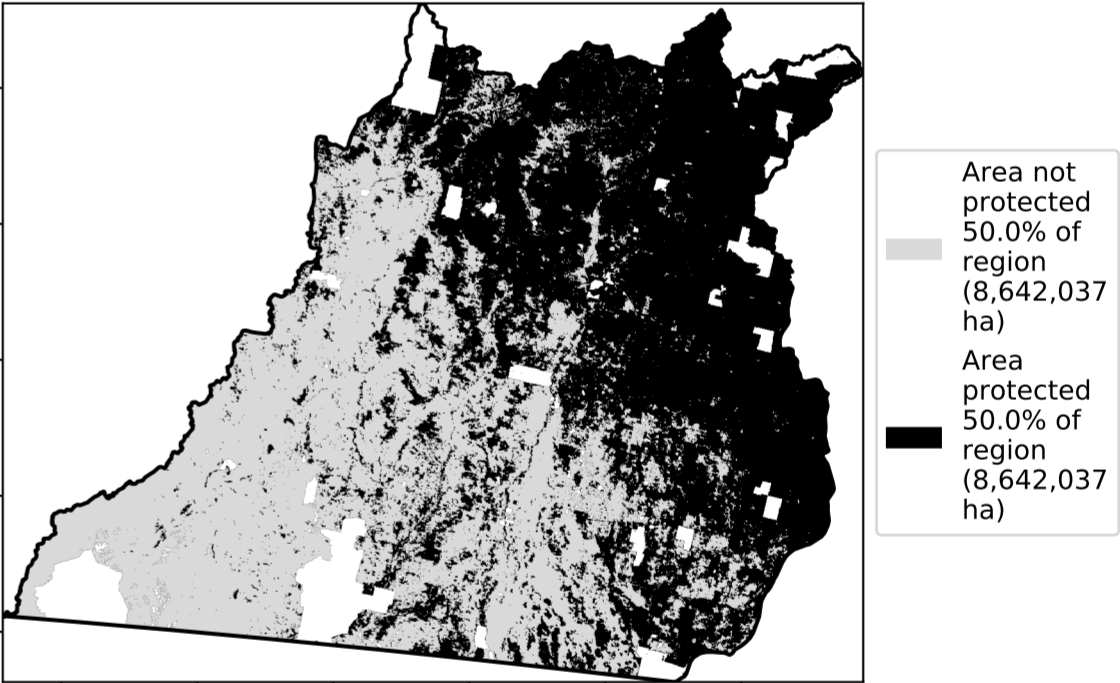 Area not
protected
50.0% of
region
(8,642,037
ha)
Area
protected
50.0% of
region
(8,642,037
ha)